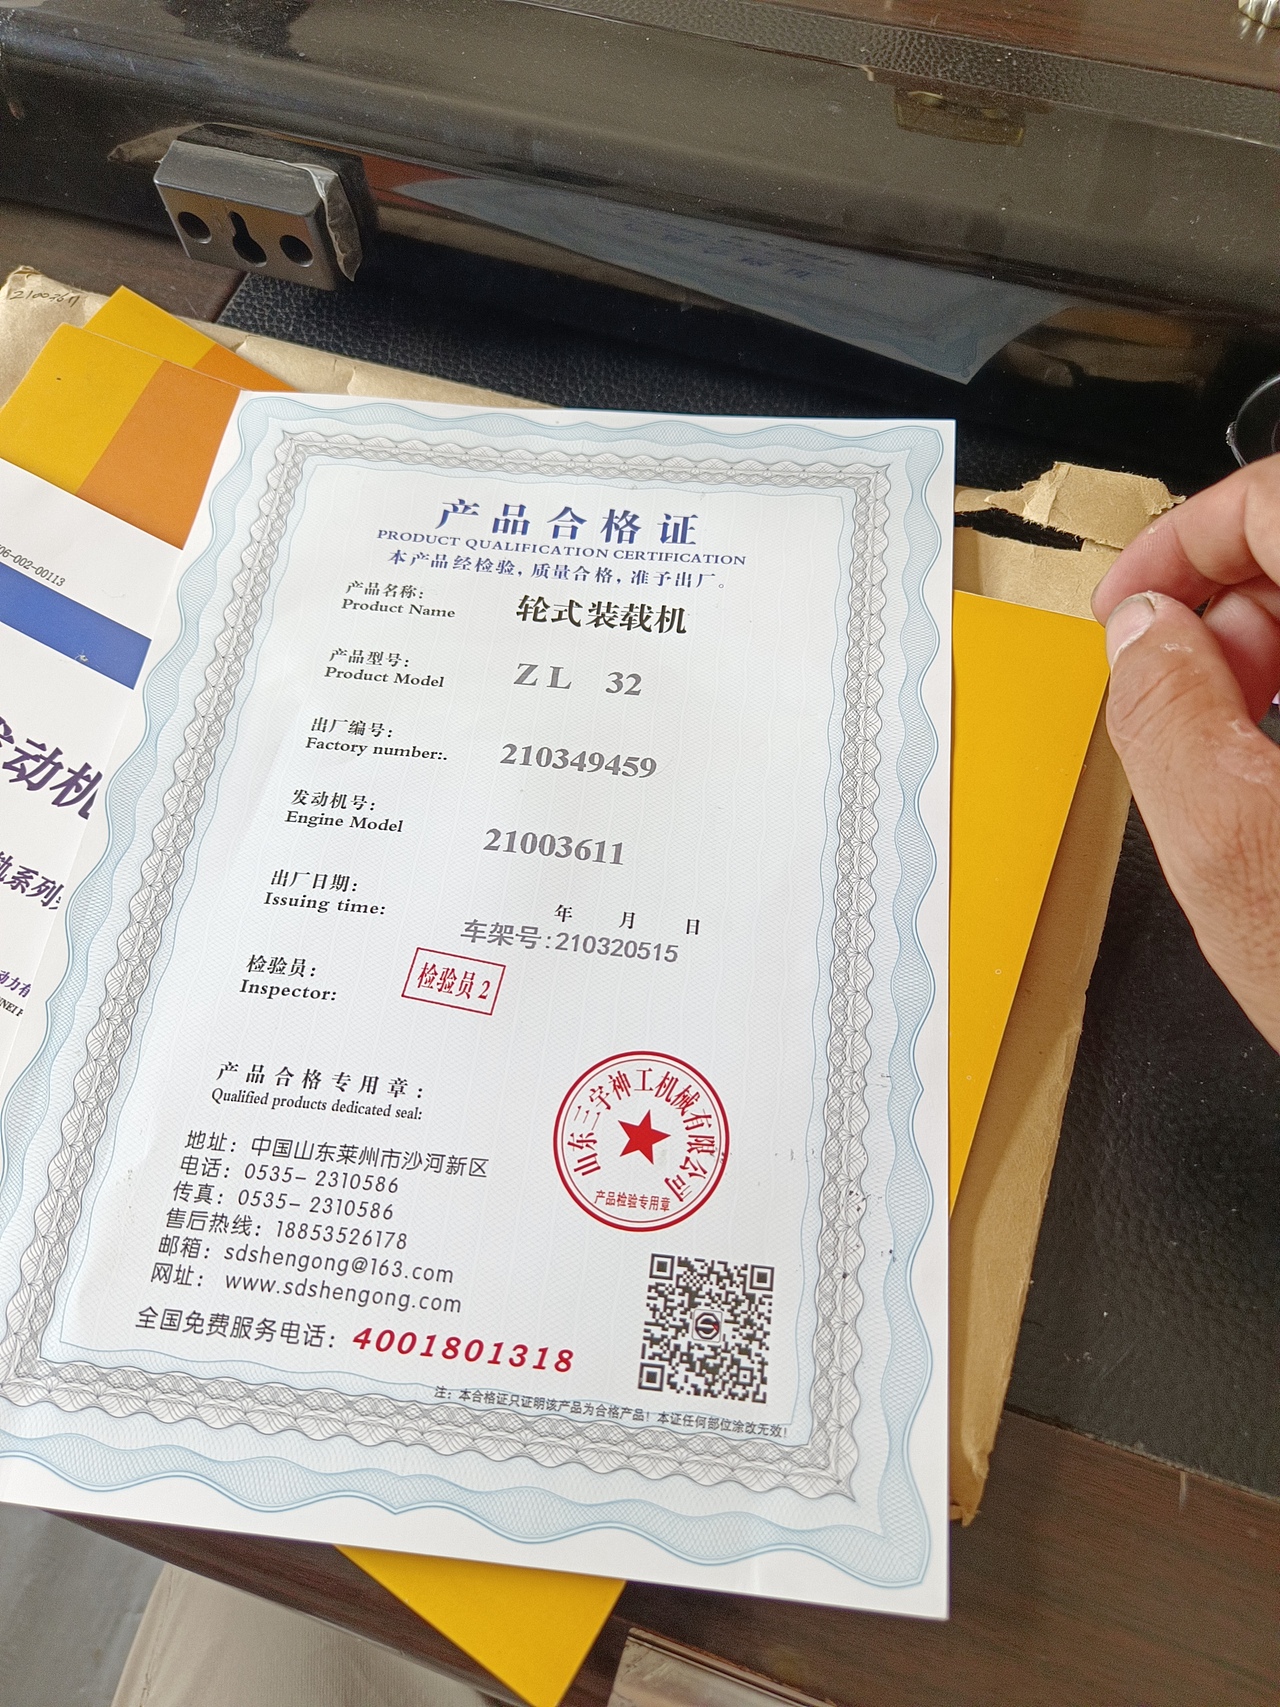 21003611
06-002-00113
动机
轨系列
动力有
产品合格证
PRODUCT QUALIFICATION CERTIFICATION
本产品经检验，质量合格，准予出厂。
产品名称：
Product Name
轮式装载机
产品型号：
Product Model
ZL 32
出厂编号：
Factory number:.
210349459
发动机号：
Engine Model
21003611
出厂日期：
Issuing time:
年 月 日
车架号:210320515
检验员：
Inspector:
检验员2
产品合格专用章：
Qualified products dedicated seal:
山东三宇神工机械有限公司
产品检验专用章
地址：中国山东莱州市沙河新区
电话：0535-2310586
传真：0535-2310586
售后热线：18853526178
邮箱：sdshengong@163.com
网址：www.sdshengong.com
全国免费服务电话：4001801318
注：本合格证只证明该产品为合格产品！本证任何部位涂改无效！